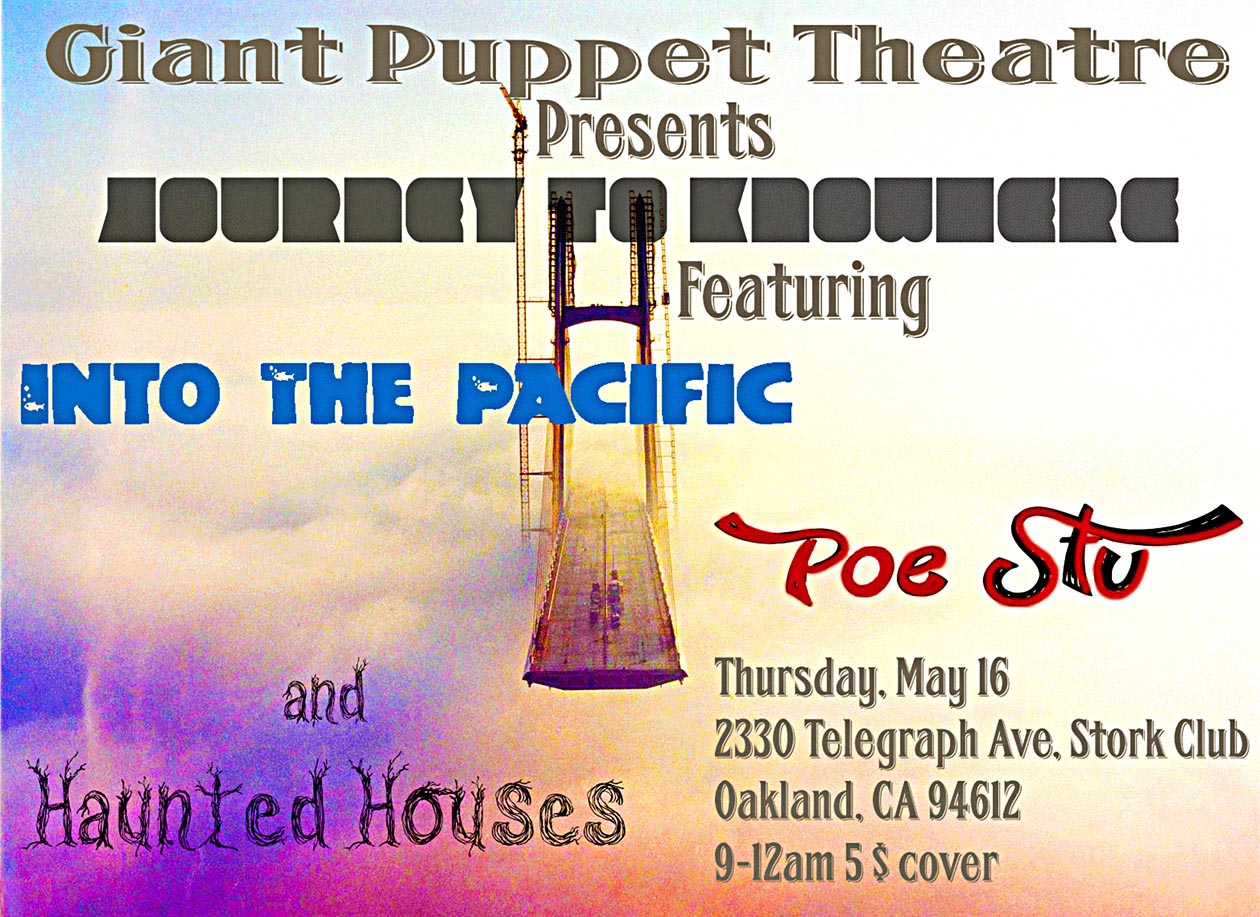 Giant Puppet Theatre
Presents
JOURNEY TO KNOWHERE
Featuring
INTO THE PACIFIC
Poe Stu
and
Haunted Houses
Thursday, May 16
2330 Telegraph Ave, Stork Club
Oakland, CA 94612
9-12am 5 $ cover